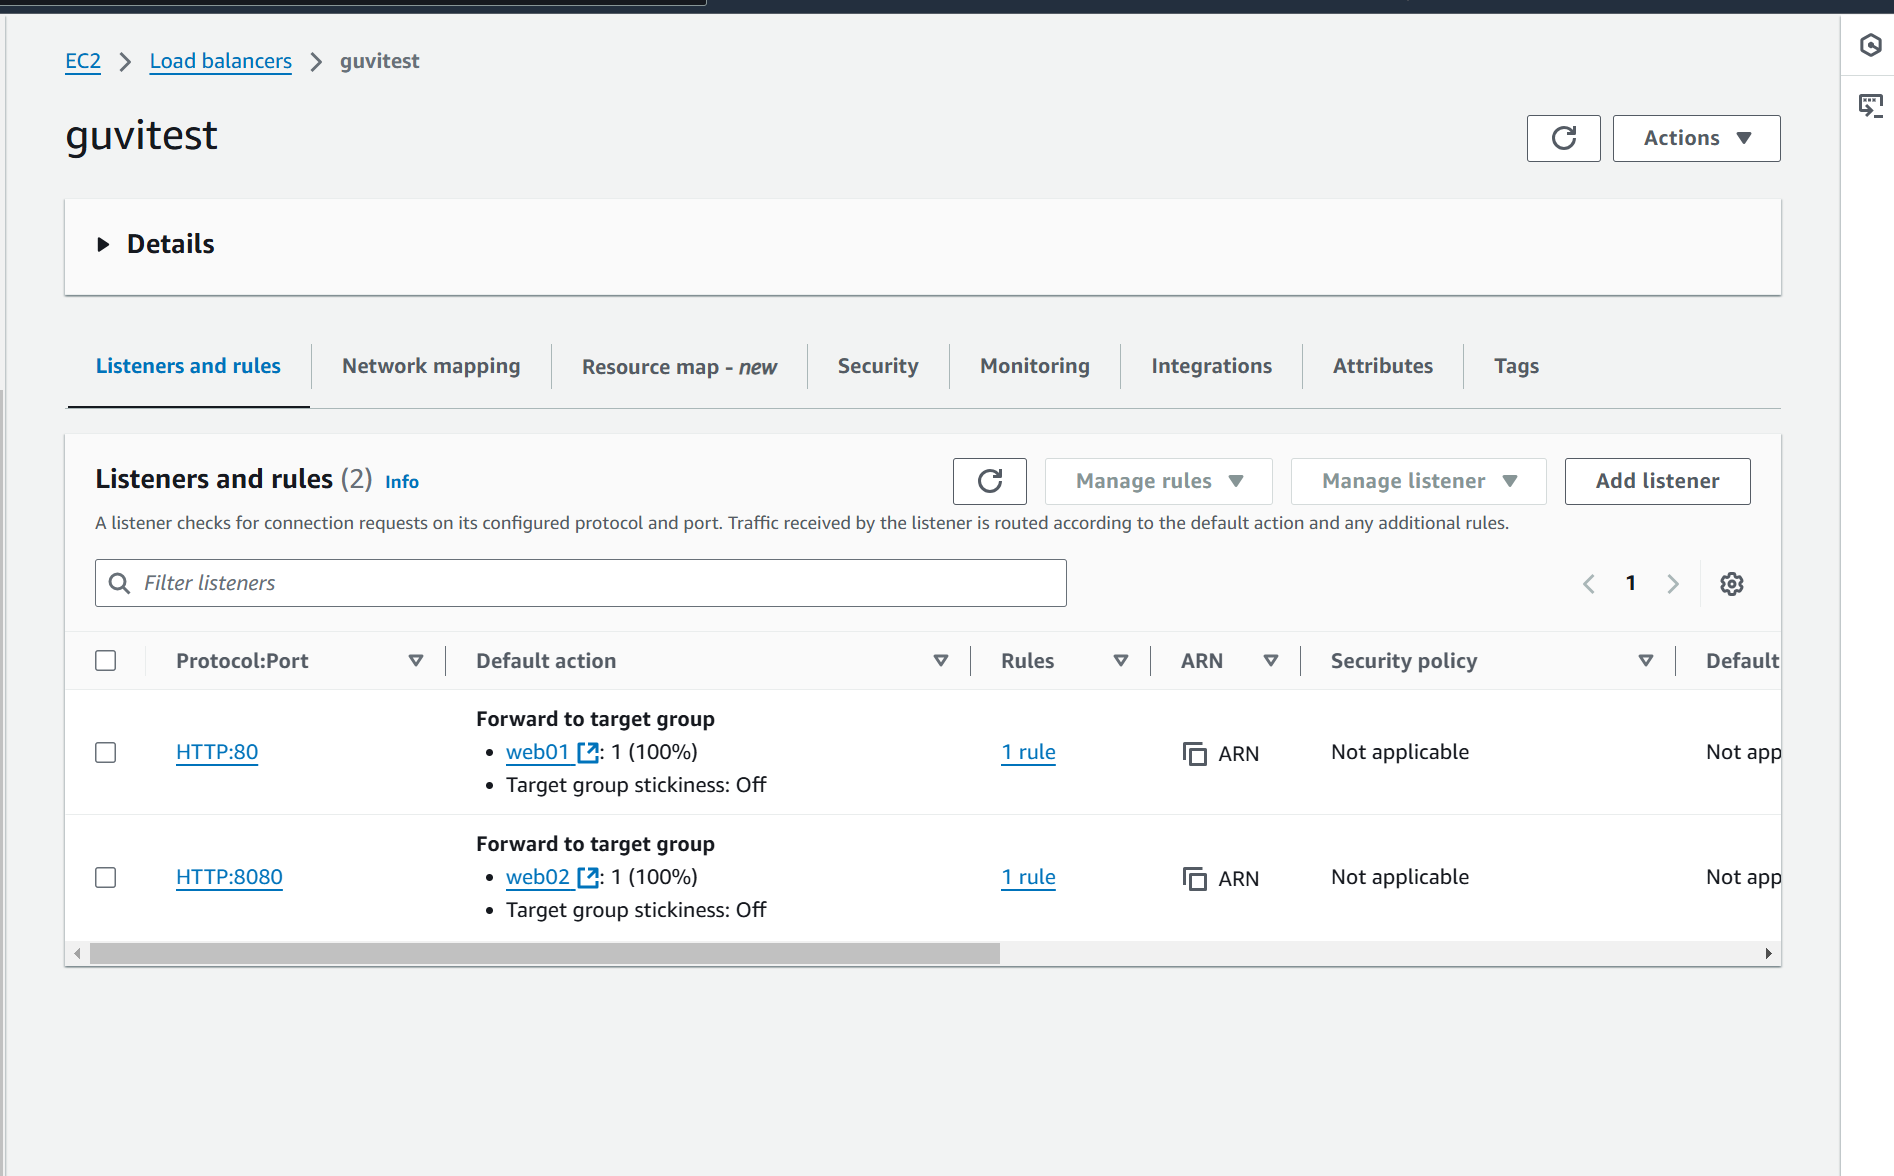 EC2 > Load balancers > guvitest
guvitest
Actions
Details
Listeners and rules
Network mapping
Resource map - new
Security
Monitoring
Integrations
Attributes
Tags
Listeners and rules (2) Info
Manage rules
Manage listener
Add listener
A listener checks for connection requests on its configured protocol and port. Traffic received by the listener is routed according to the default action and any additional rules.
Filter listeners
1
Protocol:Port
Default action
Rules
ARN
Security policy
Default
HTTP:80
Forward to target group
• web01 : 1 (100%)
• Target group stickiness: Off
1 rule
ARN
Not applicable
Not app
HTTP:8080
Forward to target group
• web02 : 1 (100%)
• Target group stickiness: Off
1 rule
ARN
Not applicable
Not app